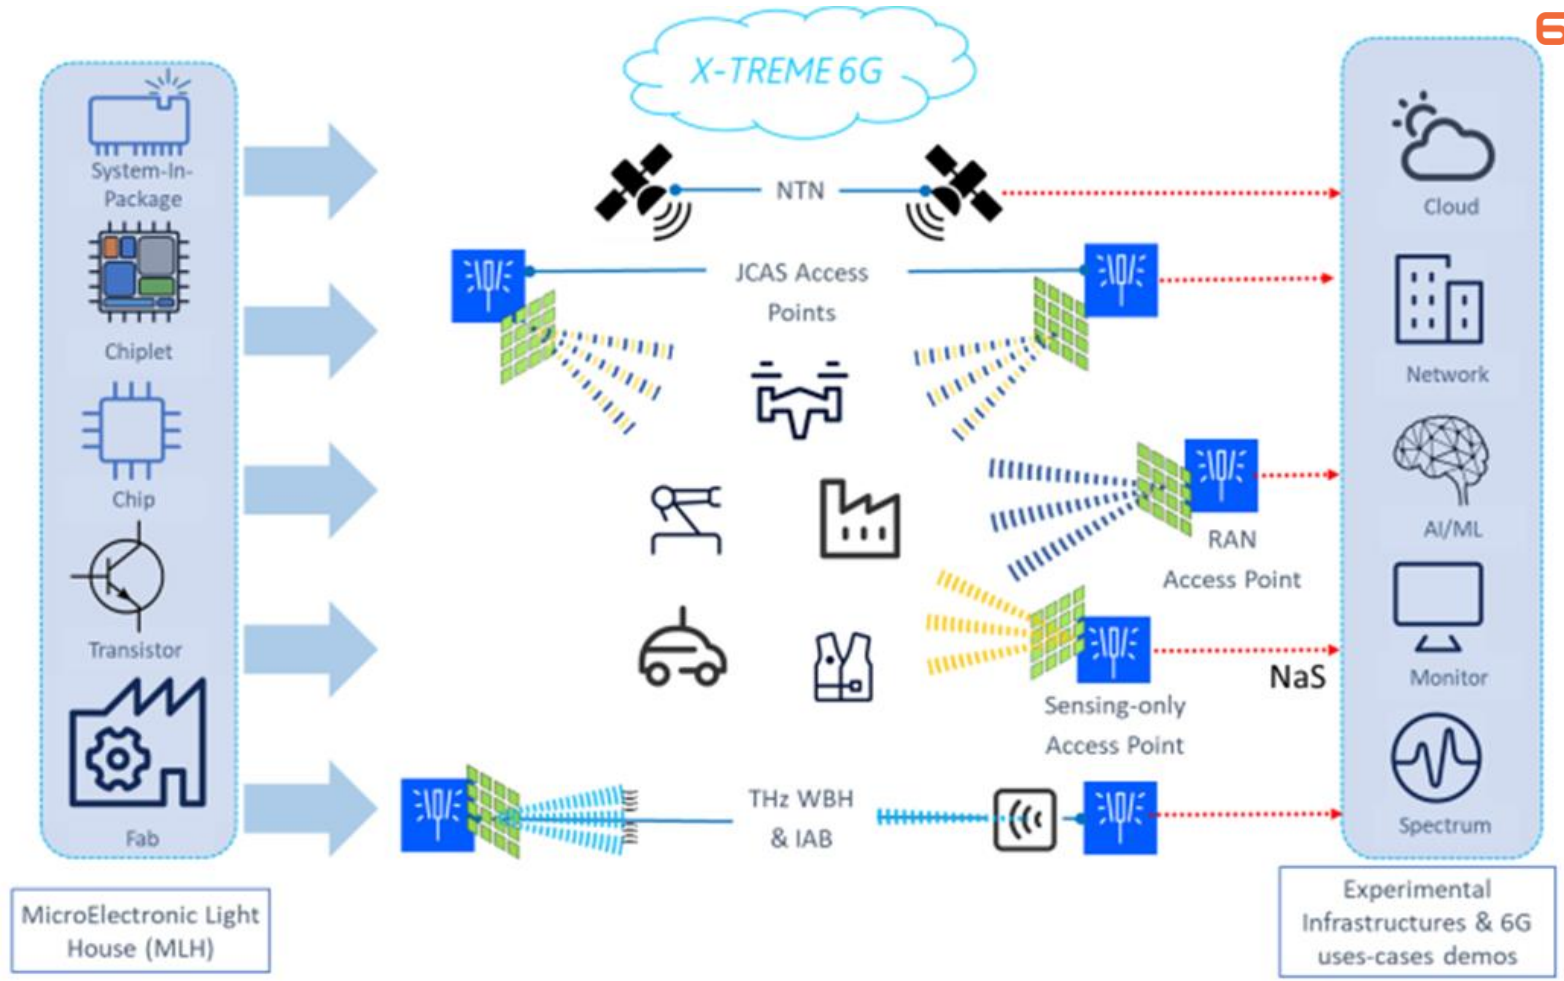 X-TREME 6G
6
System-In-
Package
Chiplet
Chip
Transistor
Fab
MicroElectronic Light
House (MLH)
NTN
JCAS Access
Points
RAN
Access Point
NaS
Sensing-only
Access Point
THz WBH
& IAB
Cloud
Network
AI/ML
Monitor
Spectrum
Experimental
Infrastructures & 6G
uses-cases demos